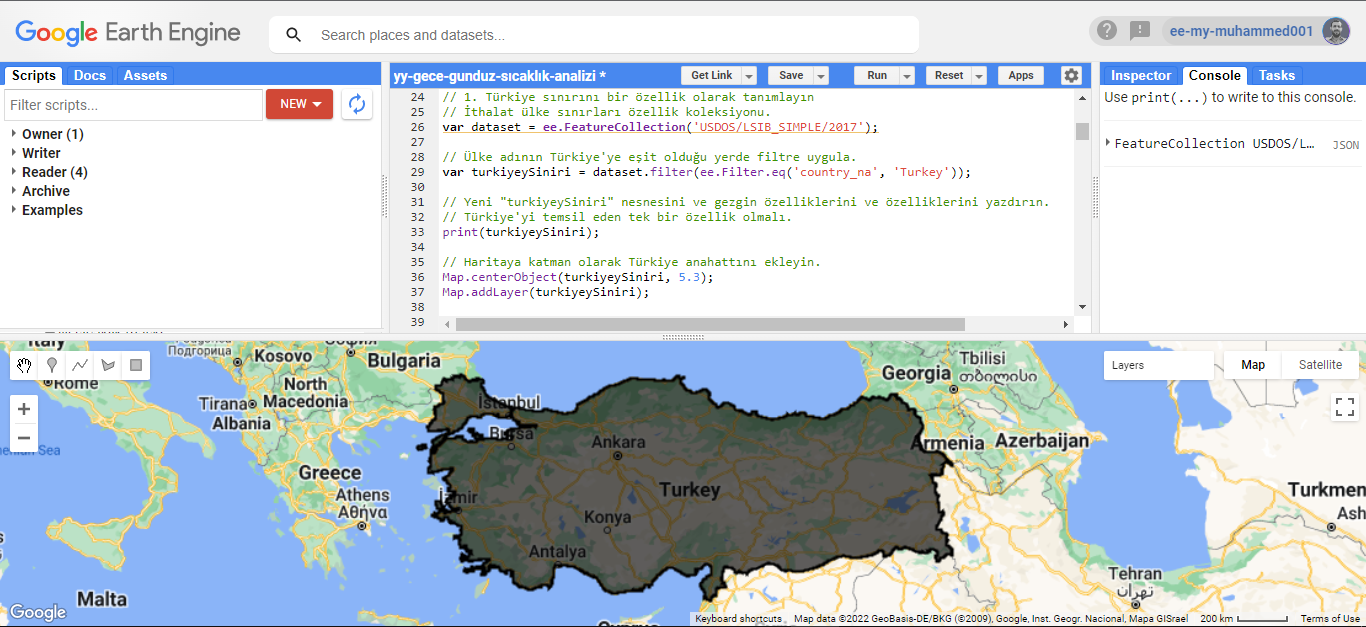 Google Earth Engine
Search places and datasets...
ee-my-muhammed001
Scripts Docs Assets
Filter scripts...
NEW
Owner (1)
Writer
Reader (4)
Archive
Examples
yy-gece-gunduz-sıcaklık-analizi *
Get Link Save Run Reset Apps
24 // 1. Türkiye sınırını bir özellik olarak tanımlayın
25 // İthalat ülke sınırları özellik koleksiyonu.
26 var dataset = ee.FeatureCollection('USDOS/LSIB_SIMPLE/2017');
27
28 // Ülke adının Türkiye'ye eşit olduğu yerde filtre uygula.
29 var turkiyeySiniri = dataset.filter(ee.Filter.eq('country_na', 'Turkey'));
30
31 // Yeni "turkiyeySiniri" nesnesini ve gezgin özelliklerini ve özelliklerini yazdırın.
32 // Türkiye'yi temsil eden tek bir özellik olmalı.
33 print(turkiyeySiniri);
34
35 // Haritaya katman olarak Türkiye anahattını ekleyin.
36 Map.centerObject(turkiyeySiniri, 5.3);
37 Map.addLayer(turkiyeySiniri);
38
39
Inspector Console Tasks
Use print(...) to write to this console.
FeatureCollection USDOS/L... JSON
Layers
Map Satellite
Italy
Подгорица
Kosovo
Bulgaria
Rome
North
Macedonia
Tirana
Albania
Greece
Athens
Αθήνα
Malta
İstanbul
Bursa
Ankara
Turkey
İzmir
Konya
Antalya
Georgia
Tbilisi
თბილისი
Armenia
Azerbaijan
Turkmen
Ash
Tehran
تهران
Google
Keyboard shortcuts Map data ©2022 GeoBasis-DE/BKG (©2009), Google, Inst. Geogr. Nacional, Mapa GISrael 200 km Terms of Use